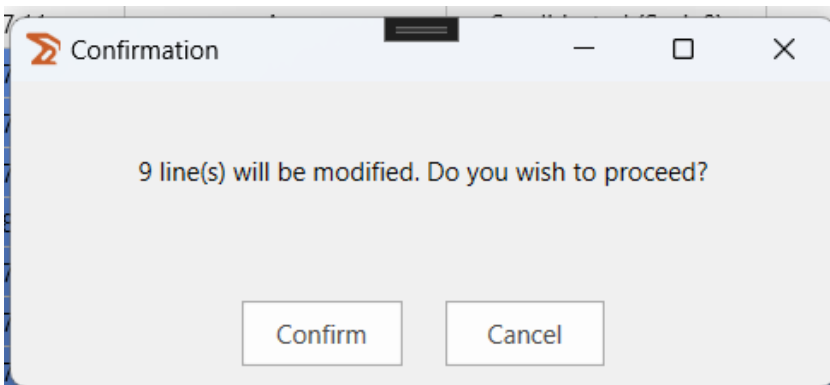 Confirmation
9 line(s) will be modified. Do you wish to proceed?
Confirm
Cancel